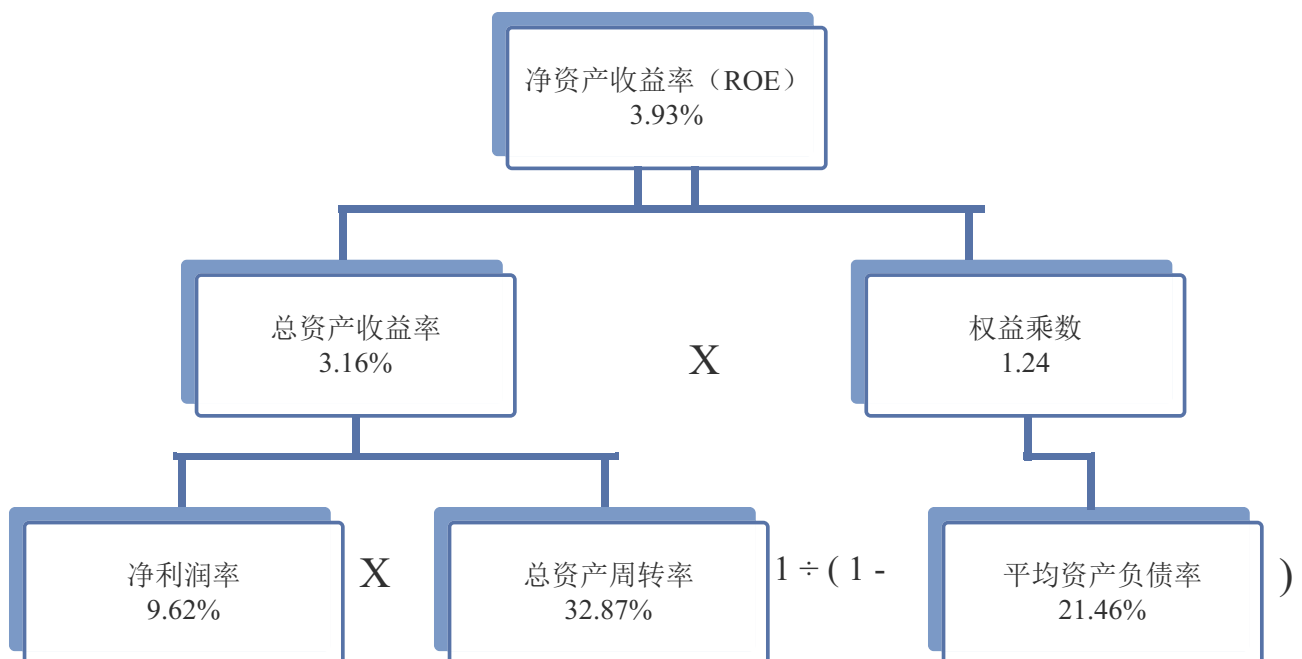 净资产收益率（ROE）
3.93%
总资产收益率
3.16%
X
权益乘数
1.24
净利润率
9.62%
X
总资产周转率
32.87%
1 ÷ ( 1 -
平均资产负债率
21.46%
)